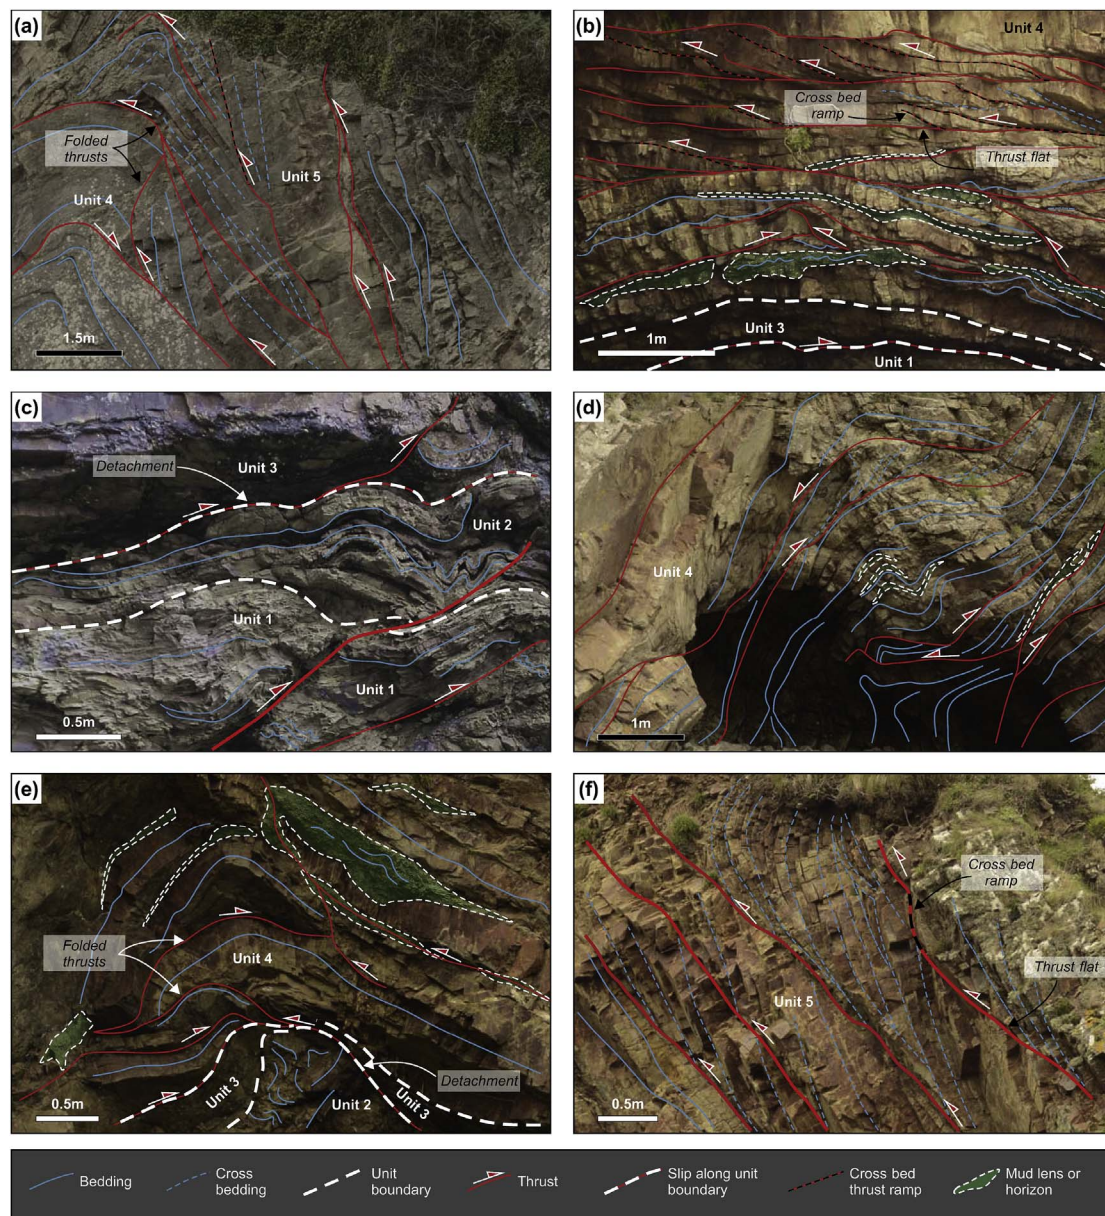 (a)
Folded
thrusts
Unit 5
Unit 4
1.5m
(b)
Unit 4
Cross bed
ramp
Thrust flat
Unit 3
1m
Unit 1
(c)
Detachment
Unit 3
Unit 2
Unit 1
Unit 1
0.5m
(d)
Unit 4
1m
(e)
Folded
thrusts
Unit 4
Detachment
Unit 3
Unit 2
Unit 3
0.5m
(f)
Cross bed
ramp
Thrust flat
Unit 5
0.5m
Bedding
Cross
bedding
Unit
boundary
Thrust
Slip along unit
boundary
Cross bed
thrust ramp
Mud lens or
horizon